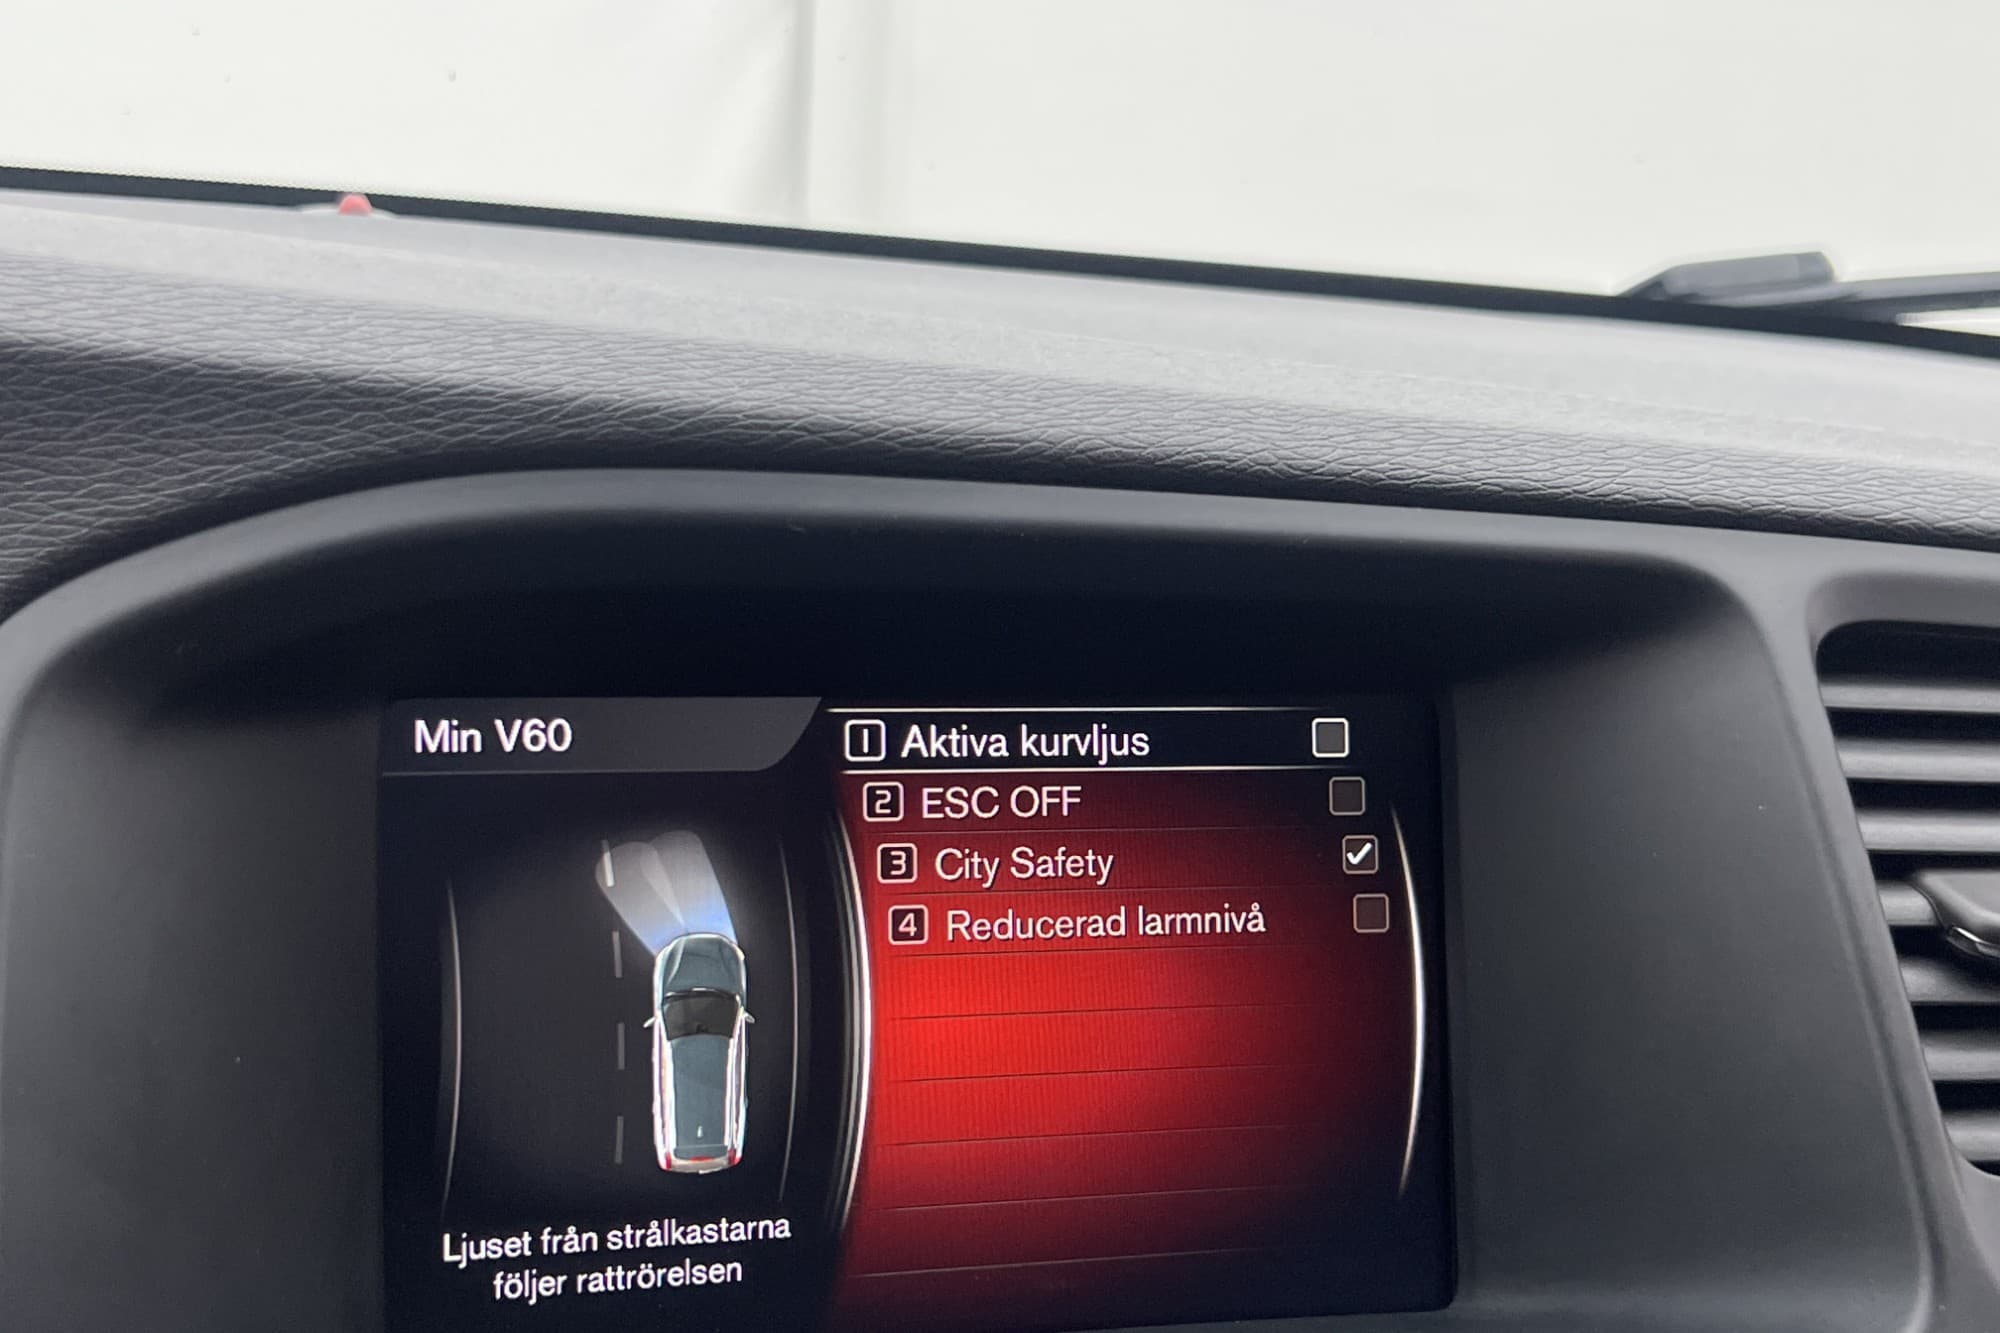 Min V60
1 Aktiva kurvljus
2 ESC OFF
3 City Safety
4 Reducerad larmnivå
Ljuset från strålkastarna
följer rattrörelsen